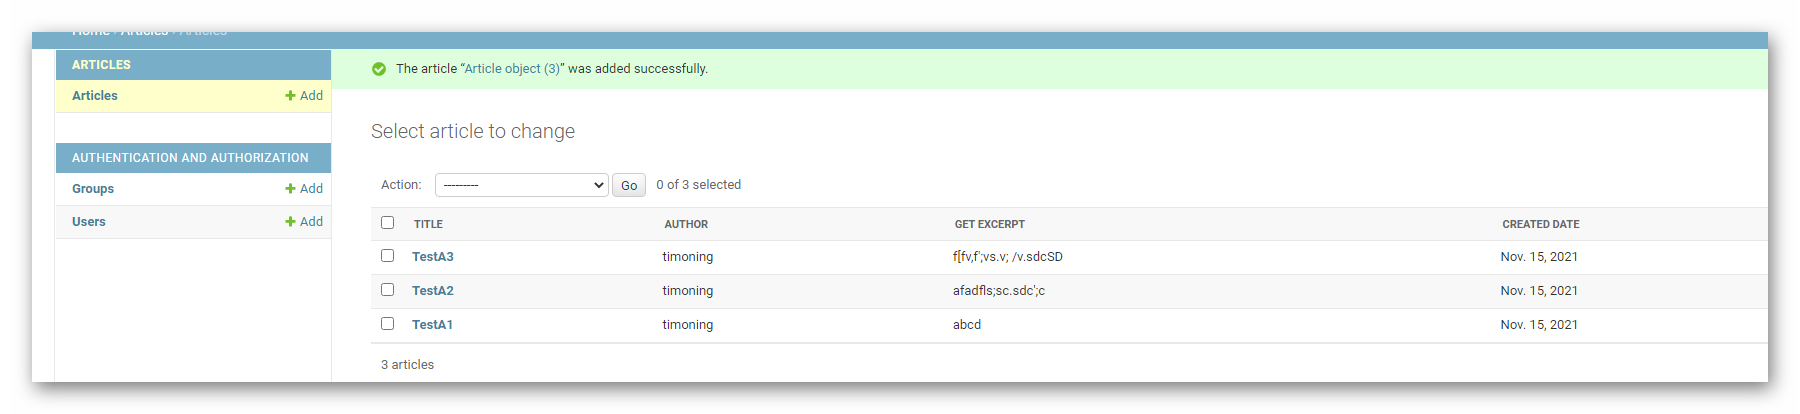 Home › Articles › Articles
ARTICLES
Articles
Add
AUTHENTICATION AND AUTHORIZATION
Groups
Add
Users
Add
The article “Article object (3)” was added successfully.
Select article to change
Action: --------- Go 0 of 3 selected
TITLE AUTHOR GET EXCERPT CREATED DATE
TestA3 timoning f[fv,f';vs.v; /v.sdcSD Nov. 15, 2021
TestA2 timoning afadfls;sc.sdc';c Nov. 15, 2021
TestA1 timoning abcd Nov. 15, 2021
3 articles